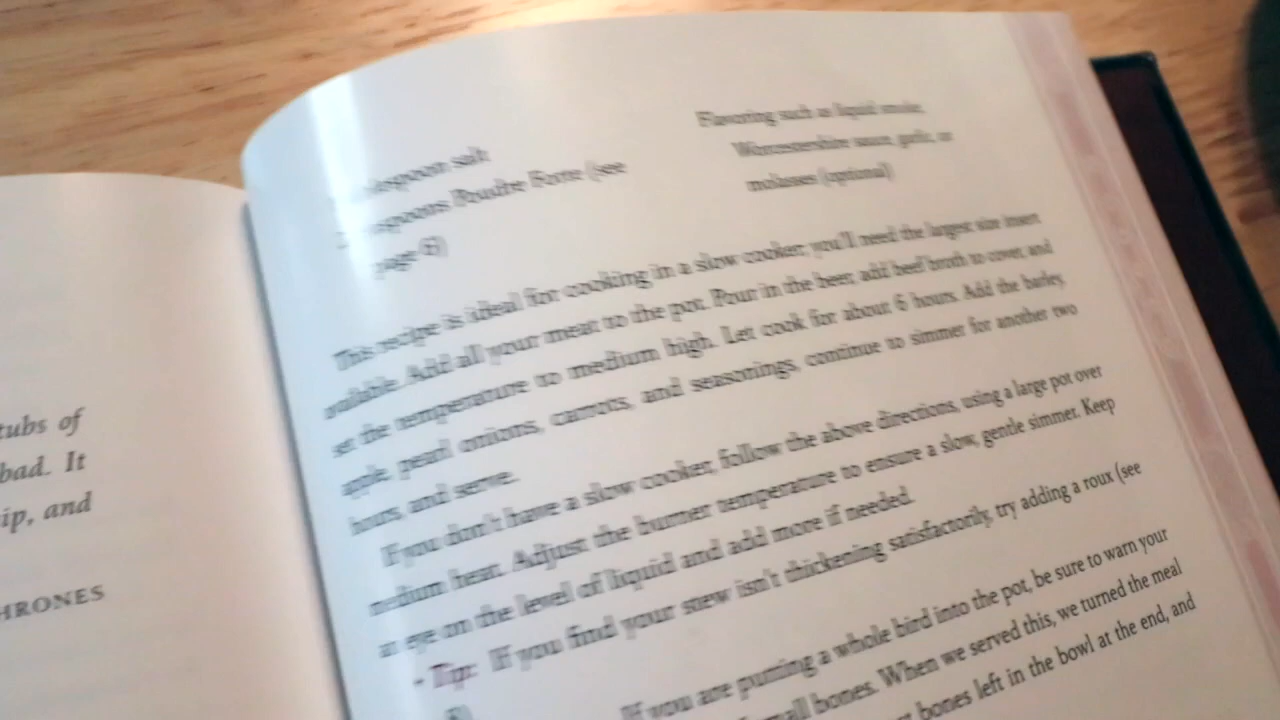 tubs of
bad. It
ip, and
HRONES
spoon salt
spoons Poudre Forte (see
page 6)
Flavoring such as liquid smoke,
Worcestershire sauce, garlic, or
molasses (optional)
This recipe is ideal for cooking in a slow cooker; you'll need the largest size insert
available. Add all your meat to the pot. Pour in the beer, add beef broth to cover, and
set the temperature to medium high. Let cook for about 6 hours. Add the barley,
apple, pearl onions, carrots, and seasonings, continue to simmer for another two
hours, and serve.
If you don't have a slow cooker, follow the above directions, using a large pot over
medium heat. Adjust the burner temperature to ensure a slow, gentle simmer. Keep
an eye on the level of liquid and add more if needed.
• Tip: If you find your stew isn't thickening satisfactorily, try adding a roux (see
If you are putting a whole bird into the pot, be sure to warn your
small bones. When we served this, we turned the meal
bones left in the bowl at the end, and